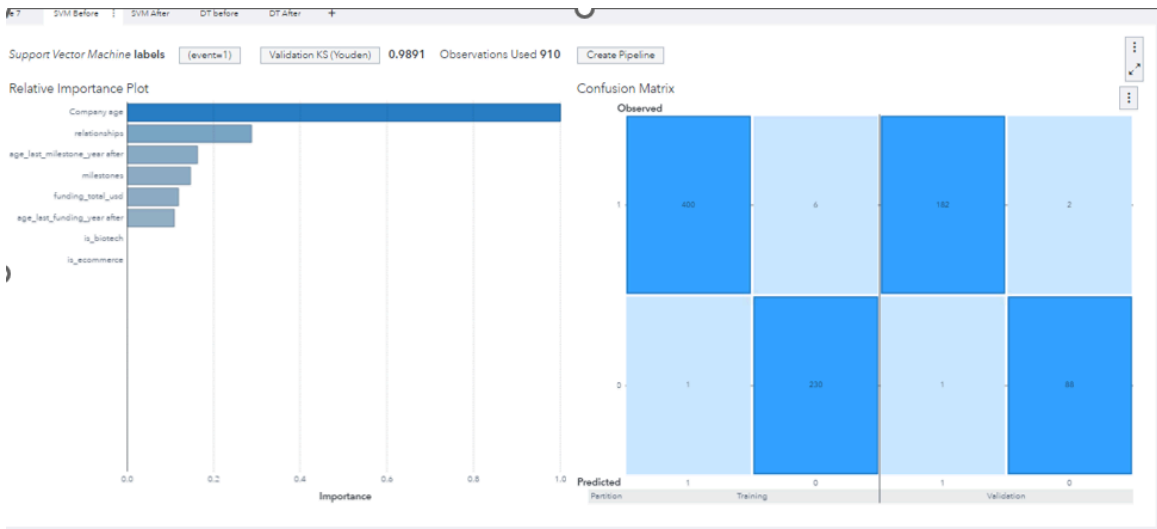 7 SVM Before SVM After DT before DT After +
Support Vector Machine labels (event=1) Validation KS (Youden) 0.9891 Observations Used 910 Create Pipeline
Relative Importance Plot
Company age
relationships
age_last_milestone_year after
milestones
funding_total_usd
age_last_funding_year after
is_biotech
is_ecommerce
0.0 0.2 0.4 0.6 0.8 1.0
Importance
Confusion Matrix
Observed
1 400 6 182 2
0 1 230 1 88
Predicted 1 0 1 0
Partition Training Validation